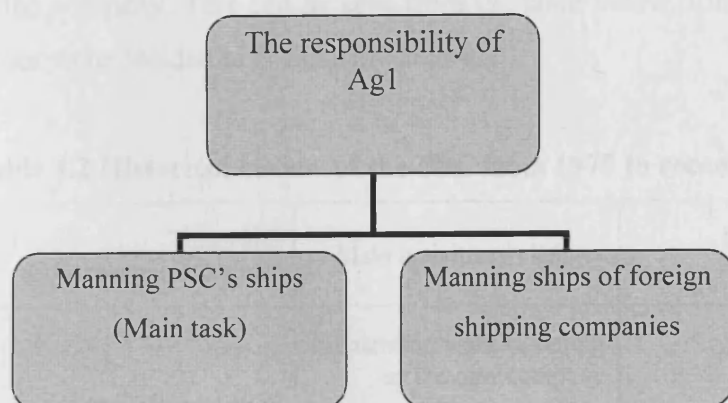 The responsibility of
Ag1
Manning PSC's ships
(Main task)
Manning ships of foreign
shipping companies